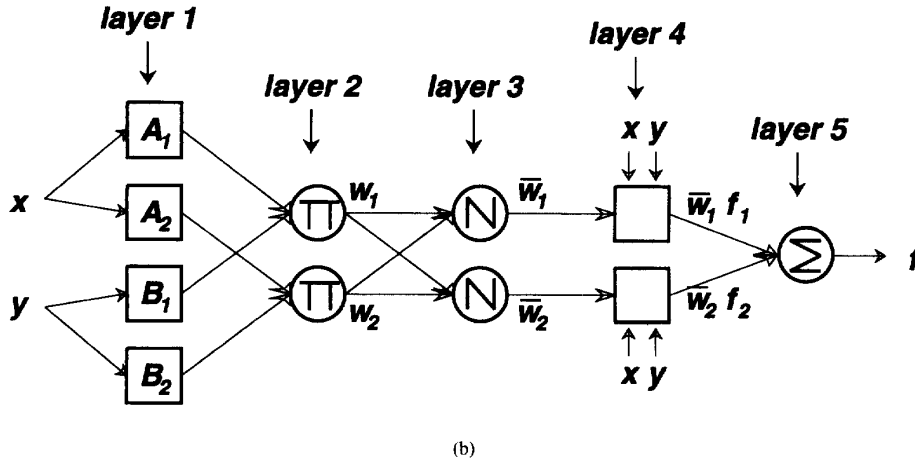 layer 1
layer 2
layer 3
layer 4
layer 5
x y
A₁
A₂
B₁
B₂
x
y
Π
Π
w₁
w₂
N
N
w̅₁
w̅₂
w̅₁ f₁
w̅₂ f₂
x y
Σ
f
(b)